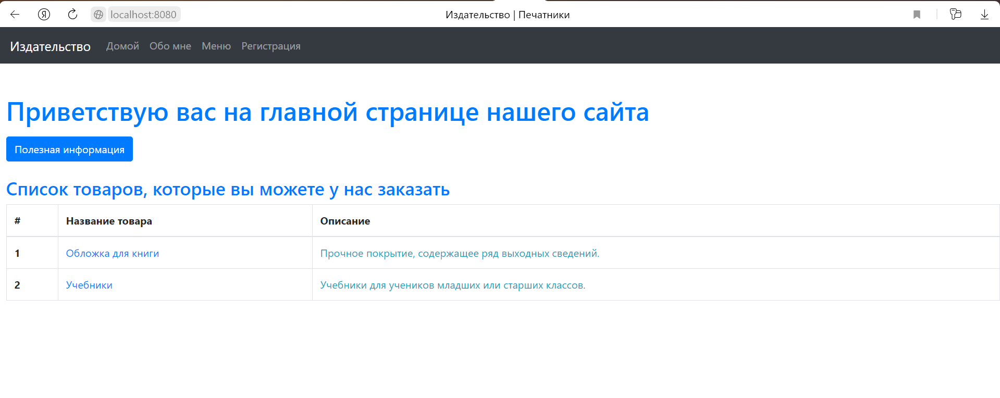 localhost:8080 Издательство | Печатники
Издательство Домой Обо мне Меню Регистрация
Приветствую вас на главной странице нашего сайта
Полезная информация
Список товаров, которые вы можете у нас заказать
# Название товара Описание
1 Обложка для книги Прочное покрытие, содержащее ряд выходных сведений.
2 Учебники Учебники для учеников младших или старших классов.